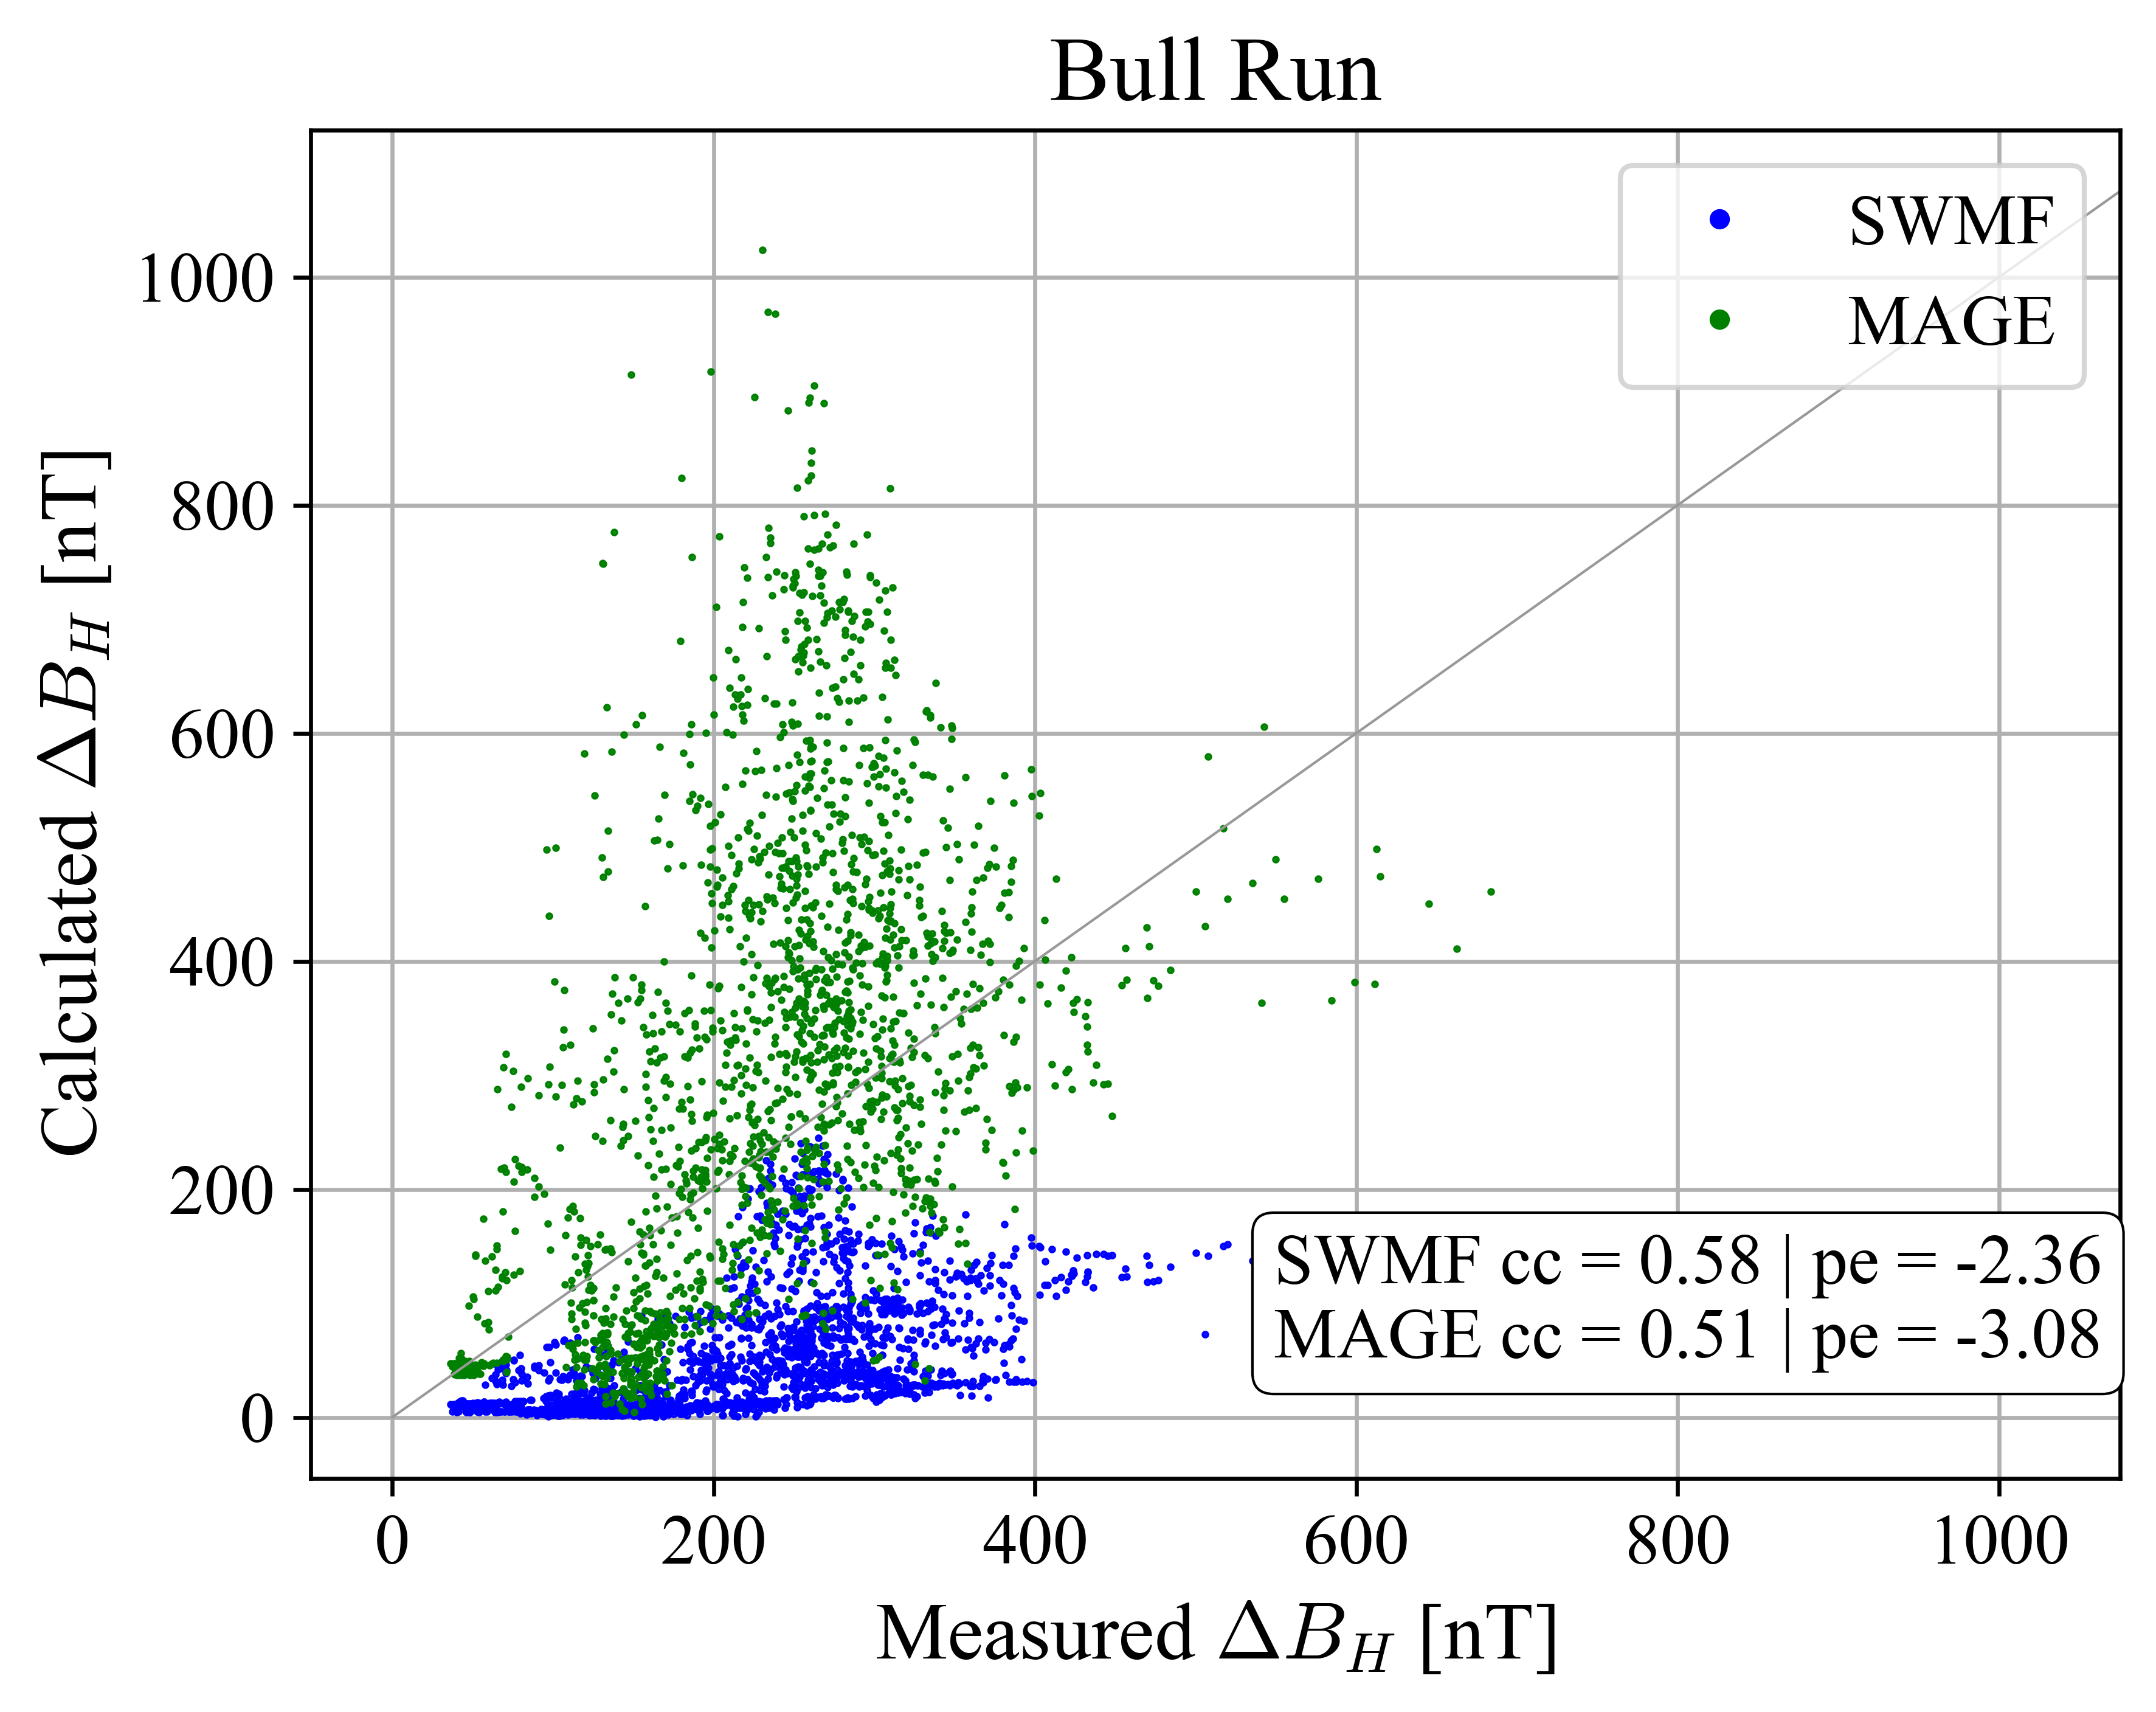 Bull Run
SWMF
MAGE
1000
800
600
400
200
0
Calculated ΔB_H [nT]
SWMF cc = 0.58 | pe = -2.36
MAGE cc = 0.51 | pe = -3.08
0 200 400 600 800 1000
Measured ΔB_H [nT]